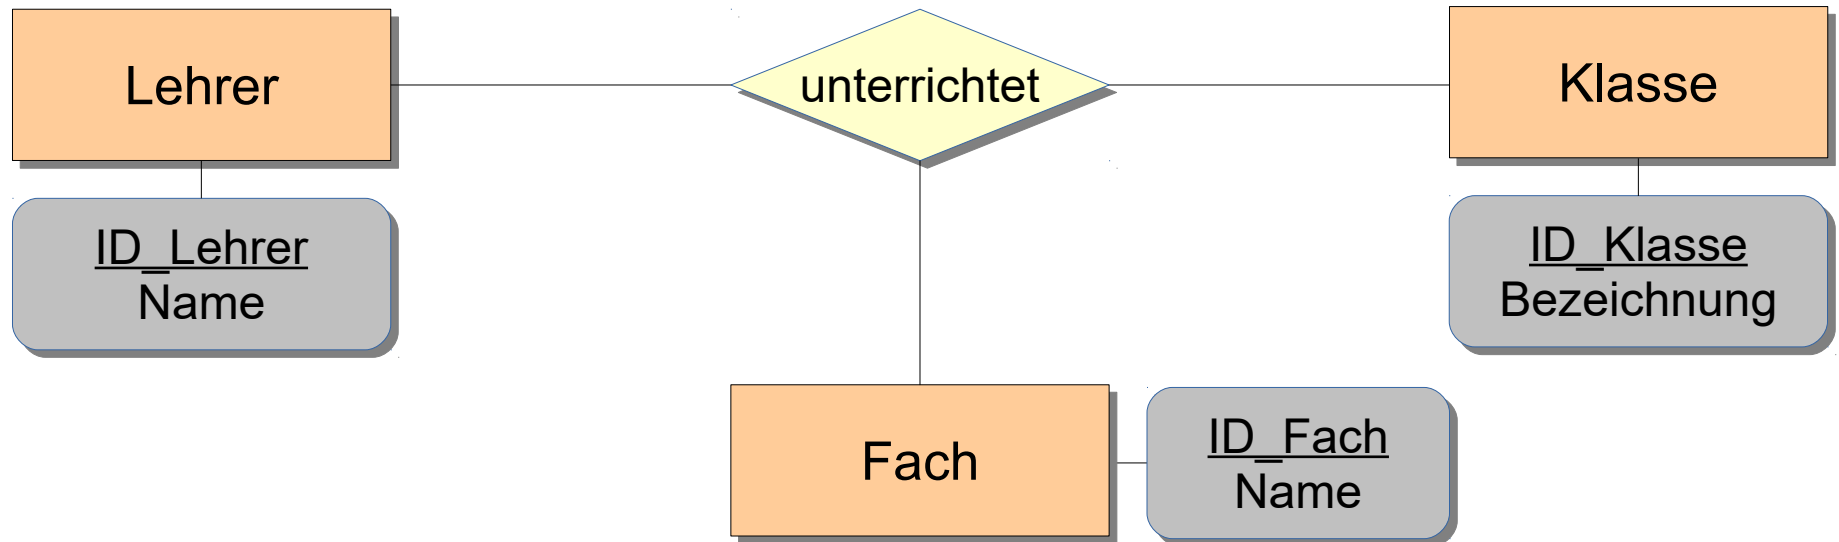 Lehrer
unterrichtet
Klasse
ID_Lehrer
Name
ID_Klasse
Bezeichnung
Fach
ID_Fach
Name